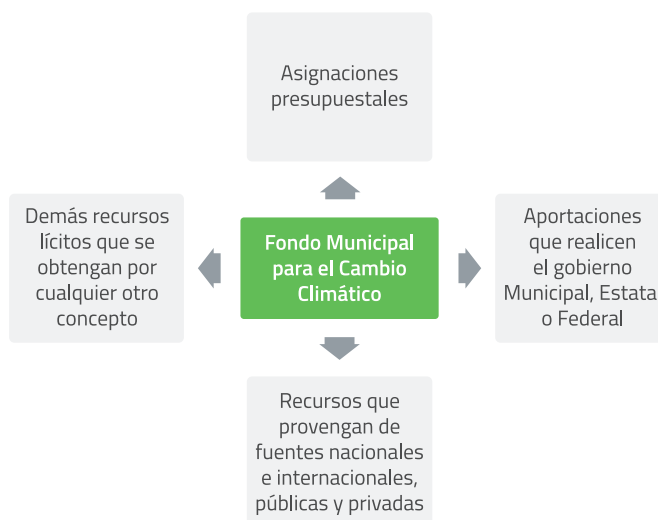 Asignaciones
presupuestales
Demás recursos
lícitos que se
obtengan por
cualquier otro
concepto
Fondo Municipal
para el Cambio
Climático
Aportaciones
que realicen
el gobierno
Municipal, Estata
o Federal
Recursos que
provengan de
fuentes nacionales
e internacionales,
públicas y privadas